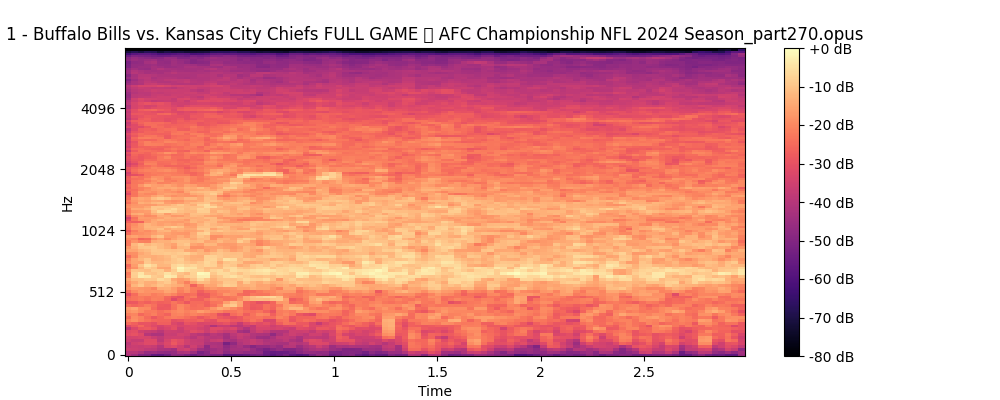 1 - Buffalo Bills vs. Kansas City Chiefs FULL GAME ▯ AFC Championship NFL 2024 Season_part270.opus
+0 dB
-10 dB
-20 dB
-30 dB
-40 dB
-50 dB
-60 dB
-70 dB
-80 dB
4096
2048
1024
512
0
Hz
0
0.5
1
1.5
2
2.5
Time